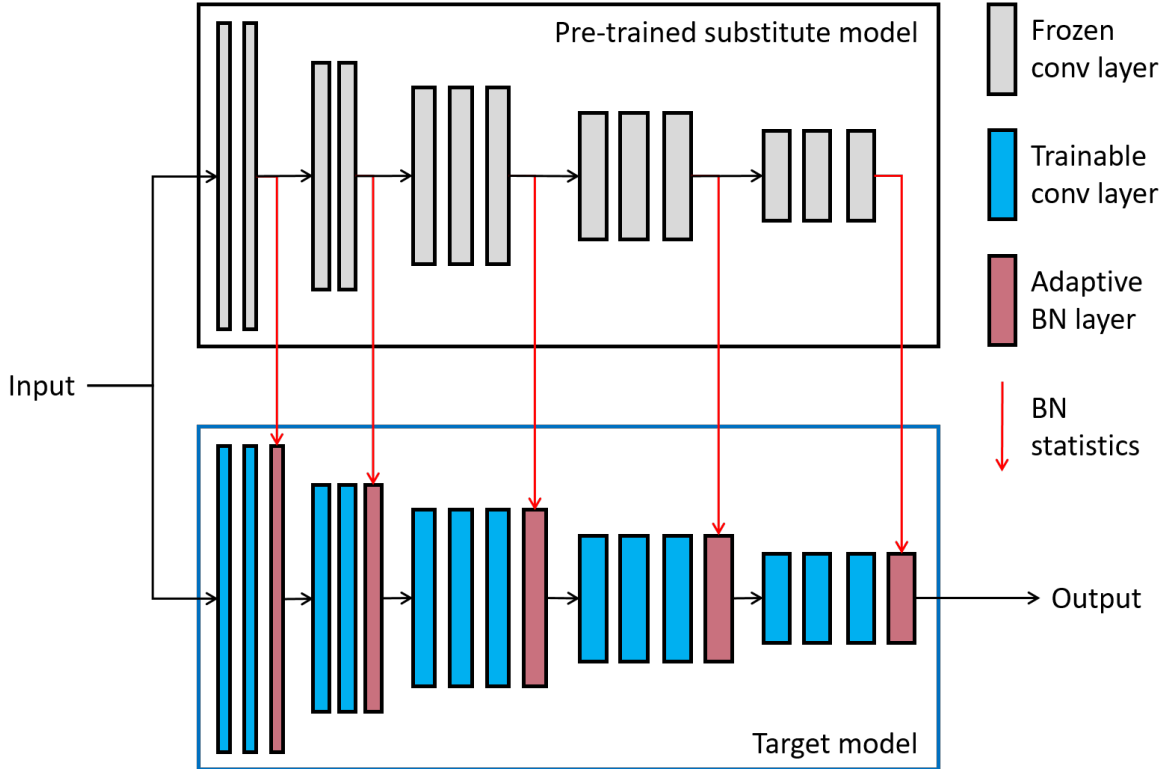 Pre-trained substitute model
Frozen
conv layer
Trainable
conv layer
Adaptive
BN layer
BN
statistics
Input
Output
Target model